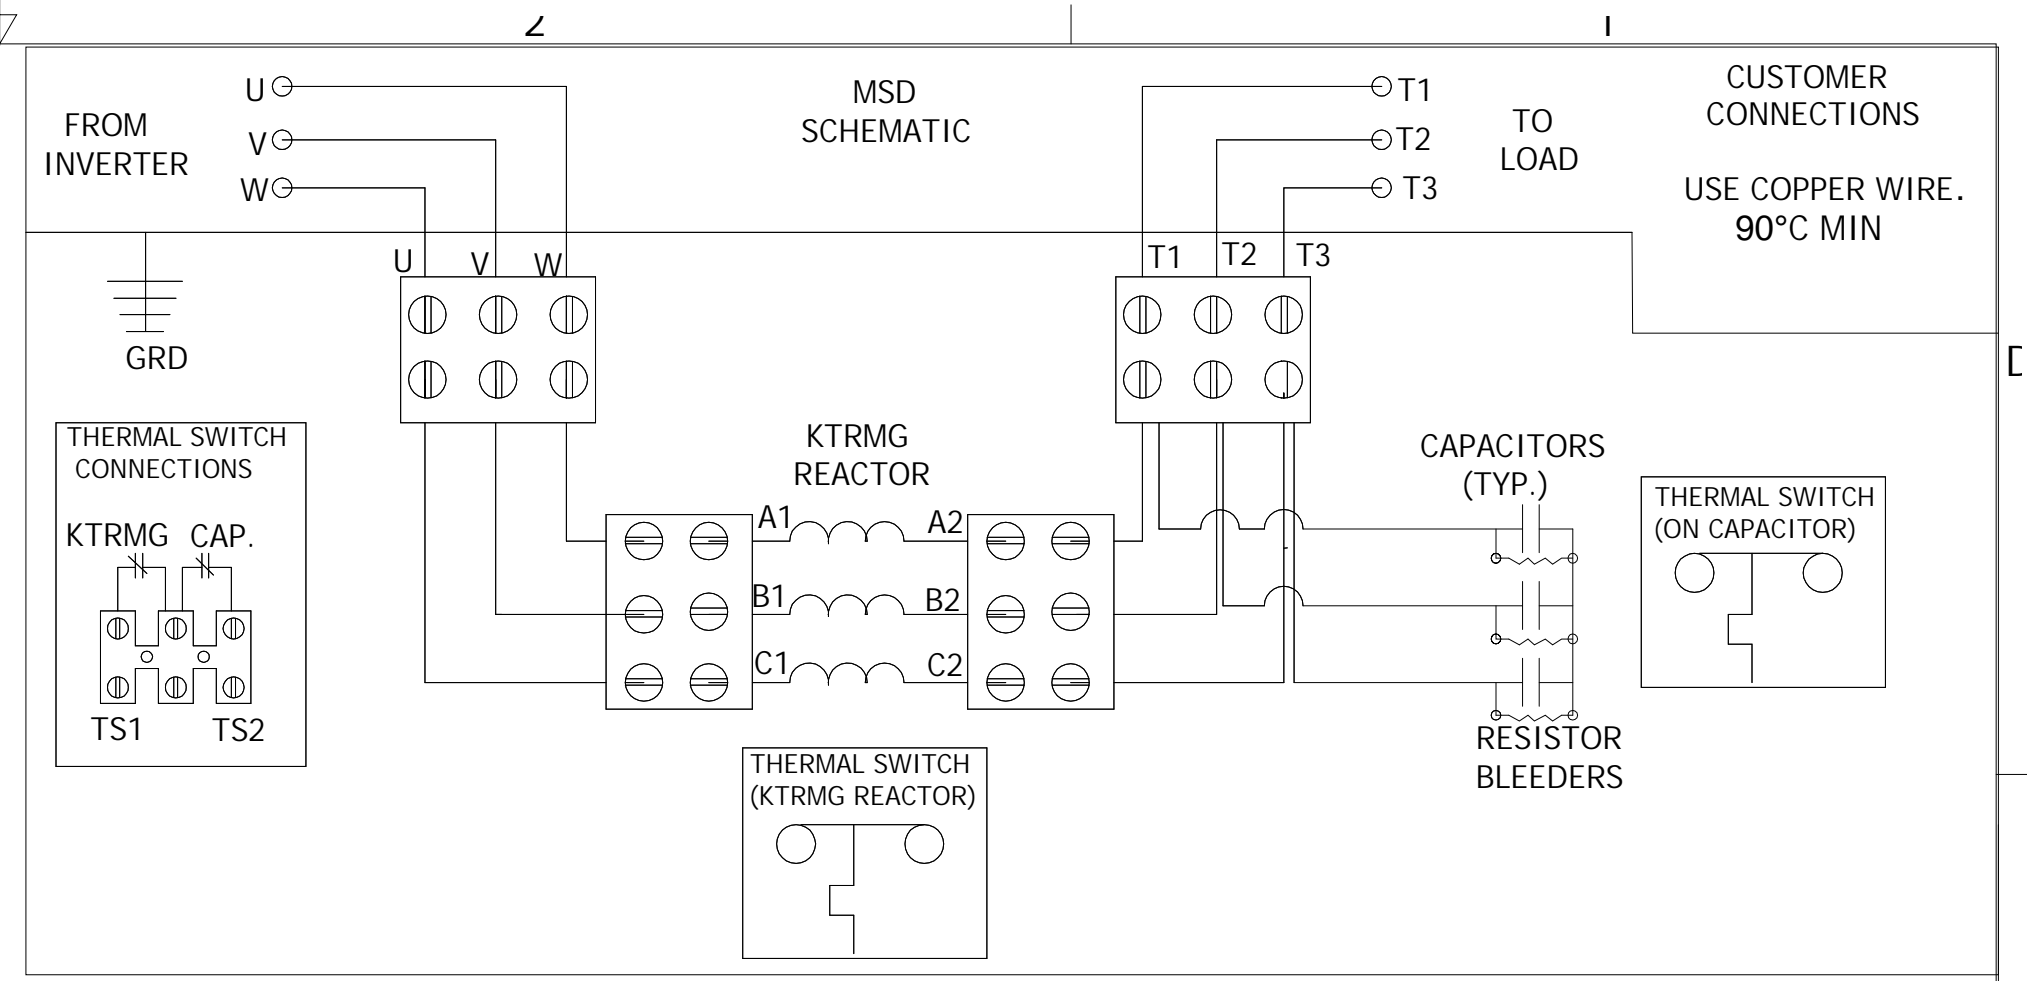 2
1
U
V
W
FROM
INVERTER
MSD
SCHEMATIC
T1
T2
T3
TO
LOAD
CUSTOMER
CONNECTIONS
USE COPPER WIRE.
90°C MIN
U V W
T1 T2 T3
GRD
THERMAL SWITCH
CONNECTIONS
KTRMG CAP.
TS1 TS2
KTRMG
REACTOR
A1 A2
B1 B2
C1 C2
CAPACITORS
(TYP.)
RESISTOR
BLEEDERS
THERMAL SWITCH
(ON CAPACITOR)
THERMAL SWITCH
(KTRMG REACTOR)